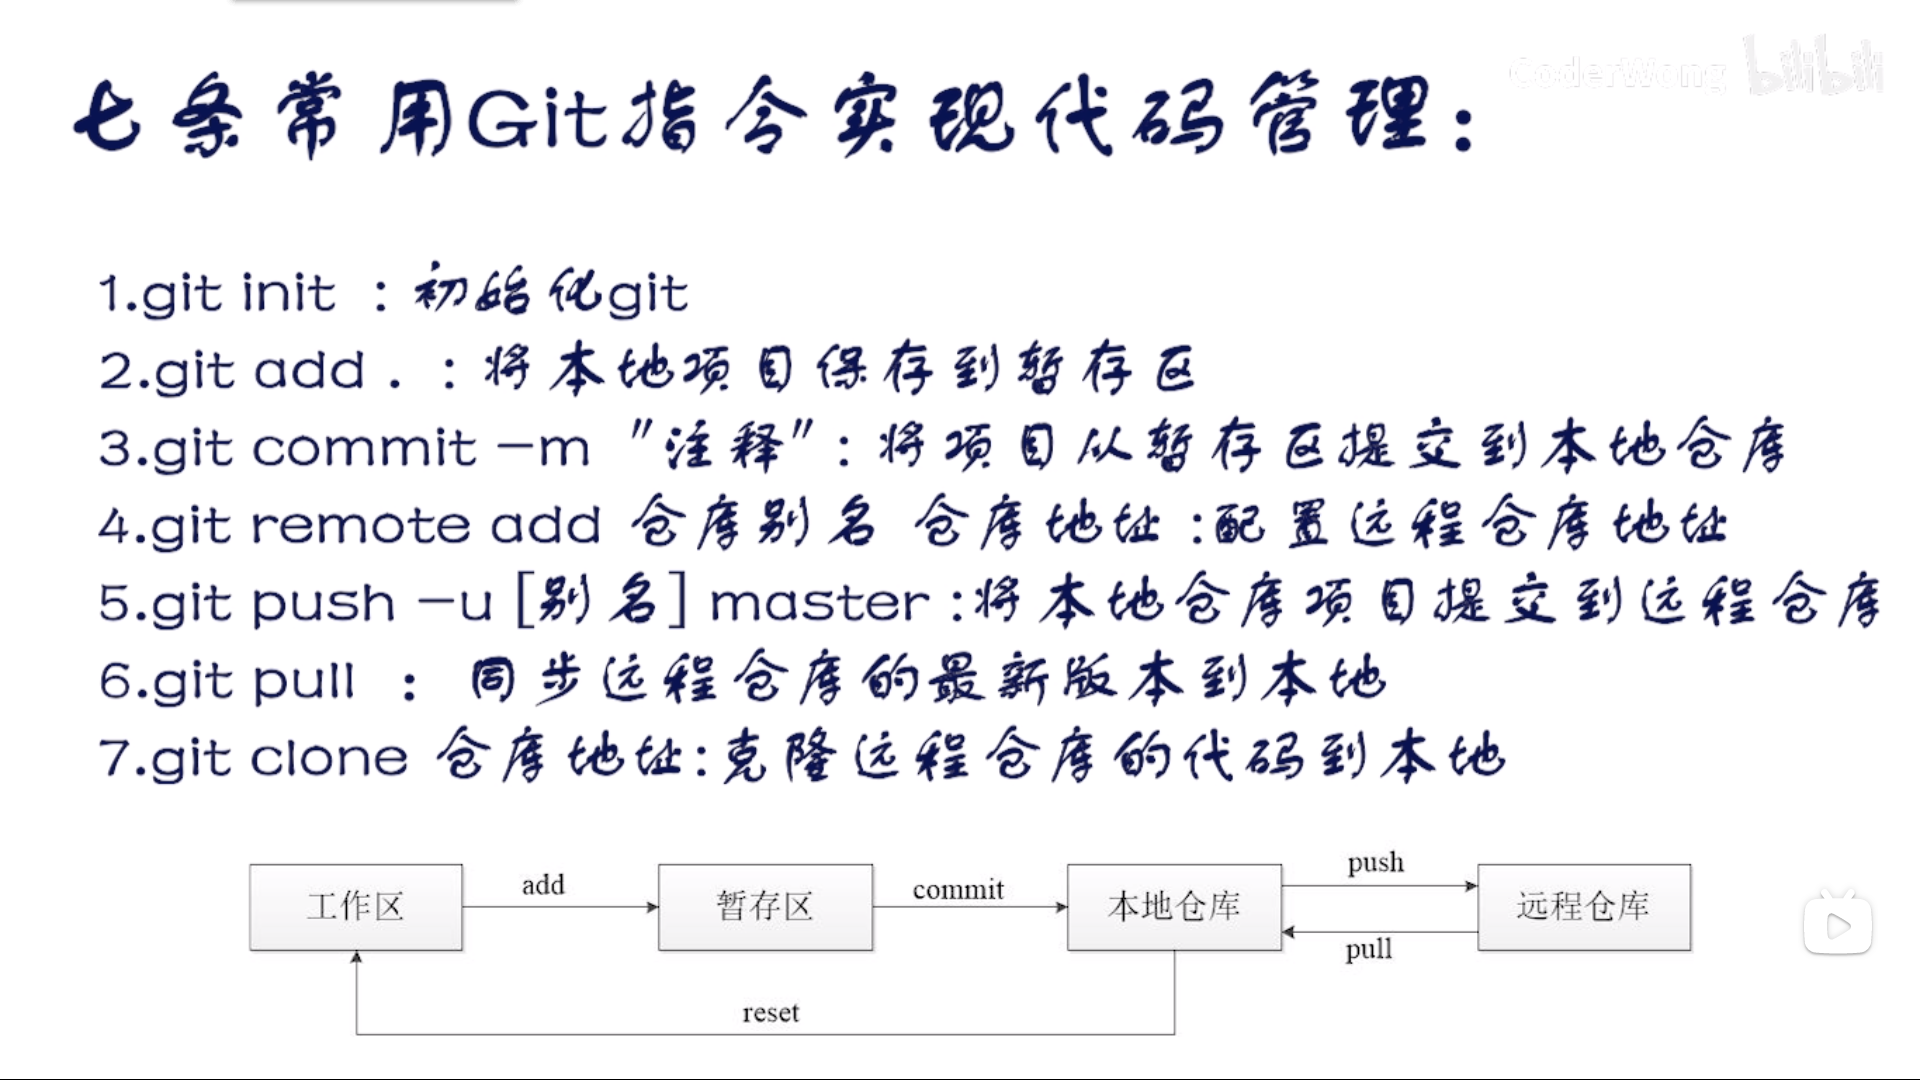 CoderWong bilibili
七条常用Git指令实现代码管理：
1.git init ：初始化git
2.git add . ：将本地项目保存到暂存区
3.git commit -m "注释"：将项目从暂存区提交到本地仓库
4.git remote add 仓库别名 仓库地址 :配置远程仓库地址
5.git push -u [别名] master :将本地仓库项目提交到远程仓库
6.git pull ： 同步远程仓库的最新版本到本地
7.git clone 仓库地址:克隆远程仓库的代码到本地
工作区 add 暂存区 commit 本地仓库 push 远程仓库
pull
reset